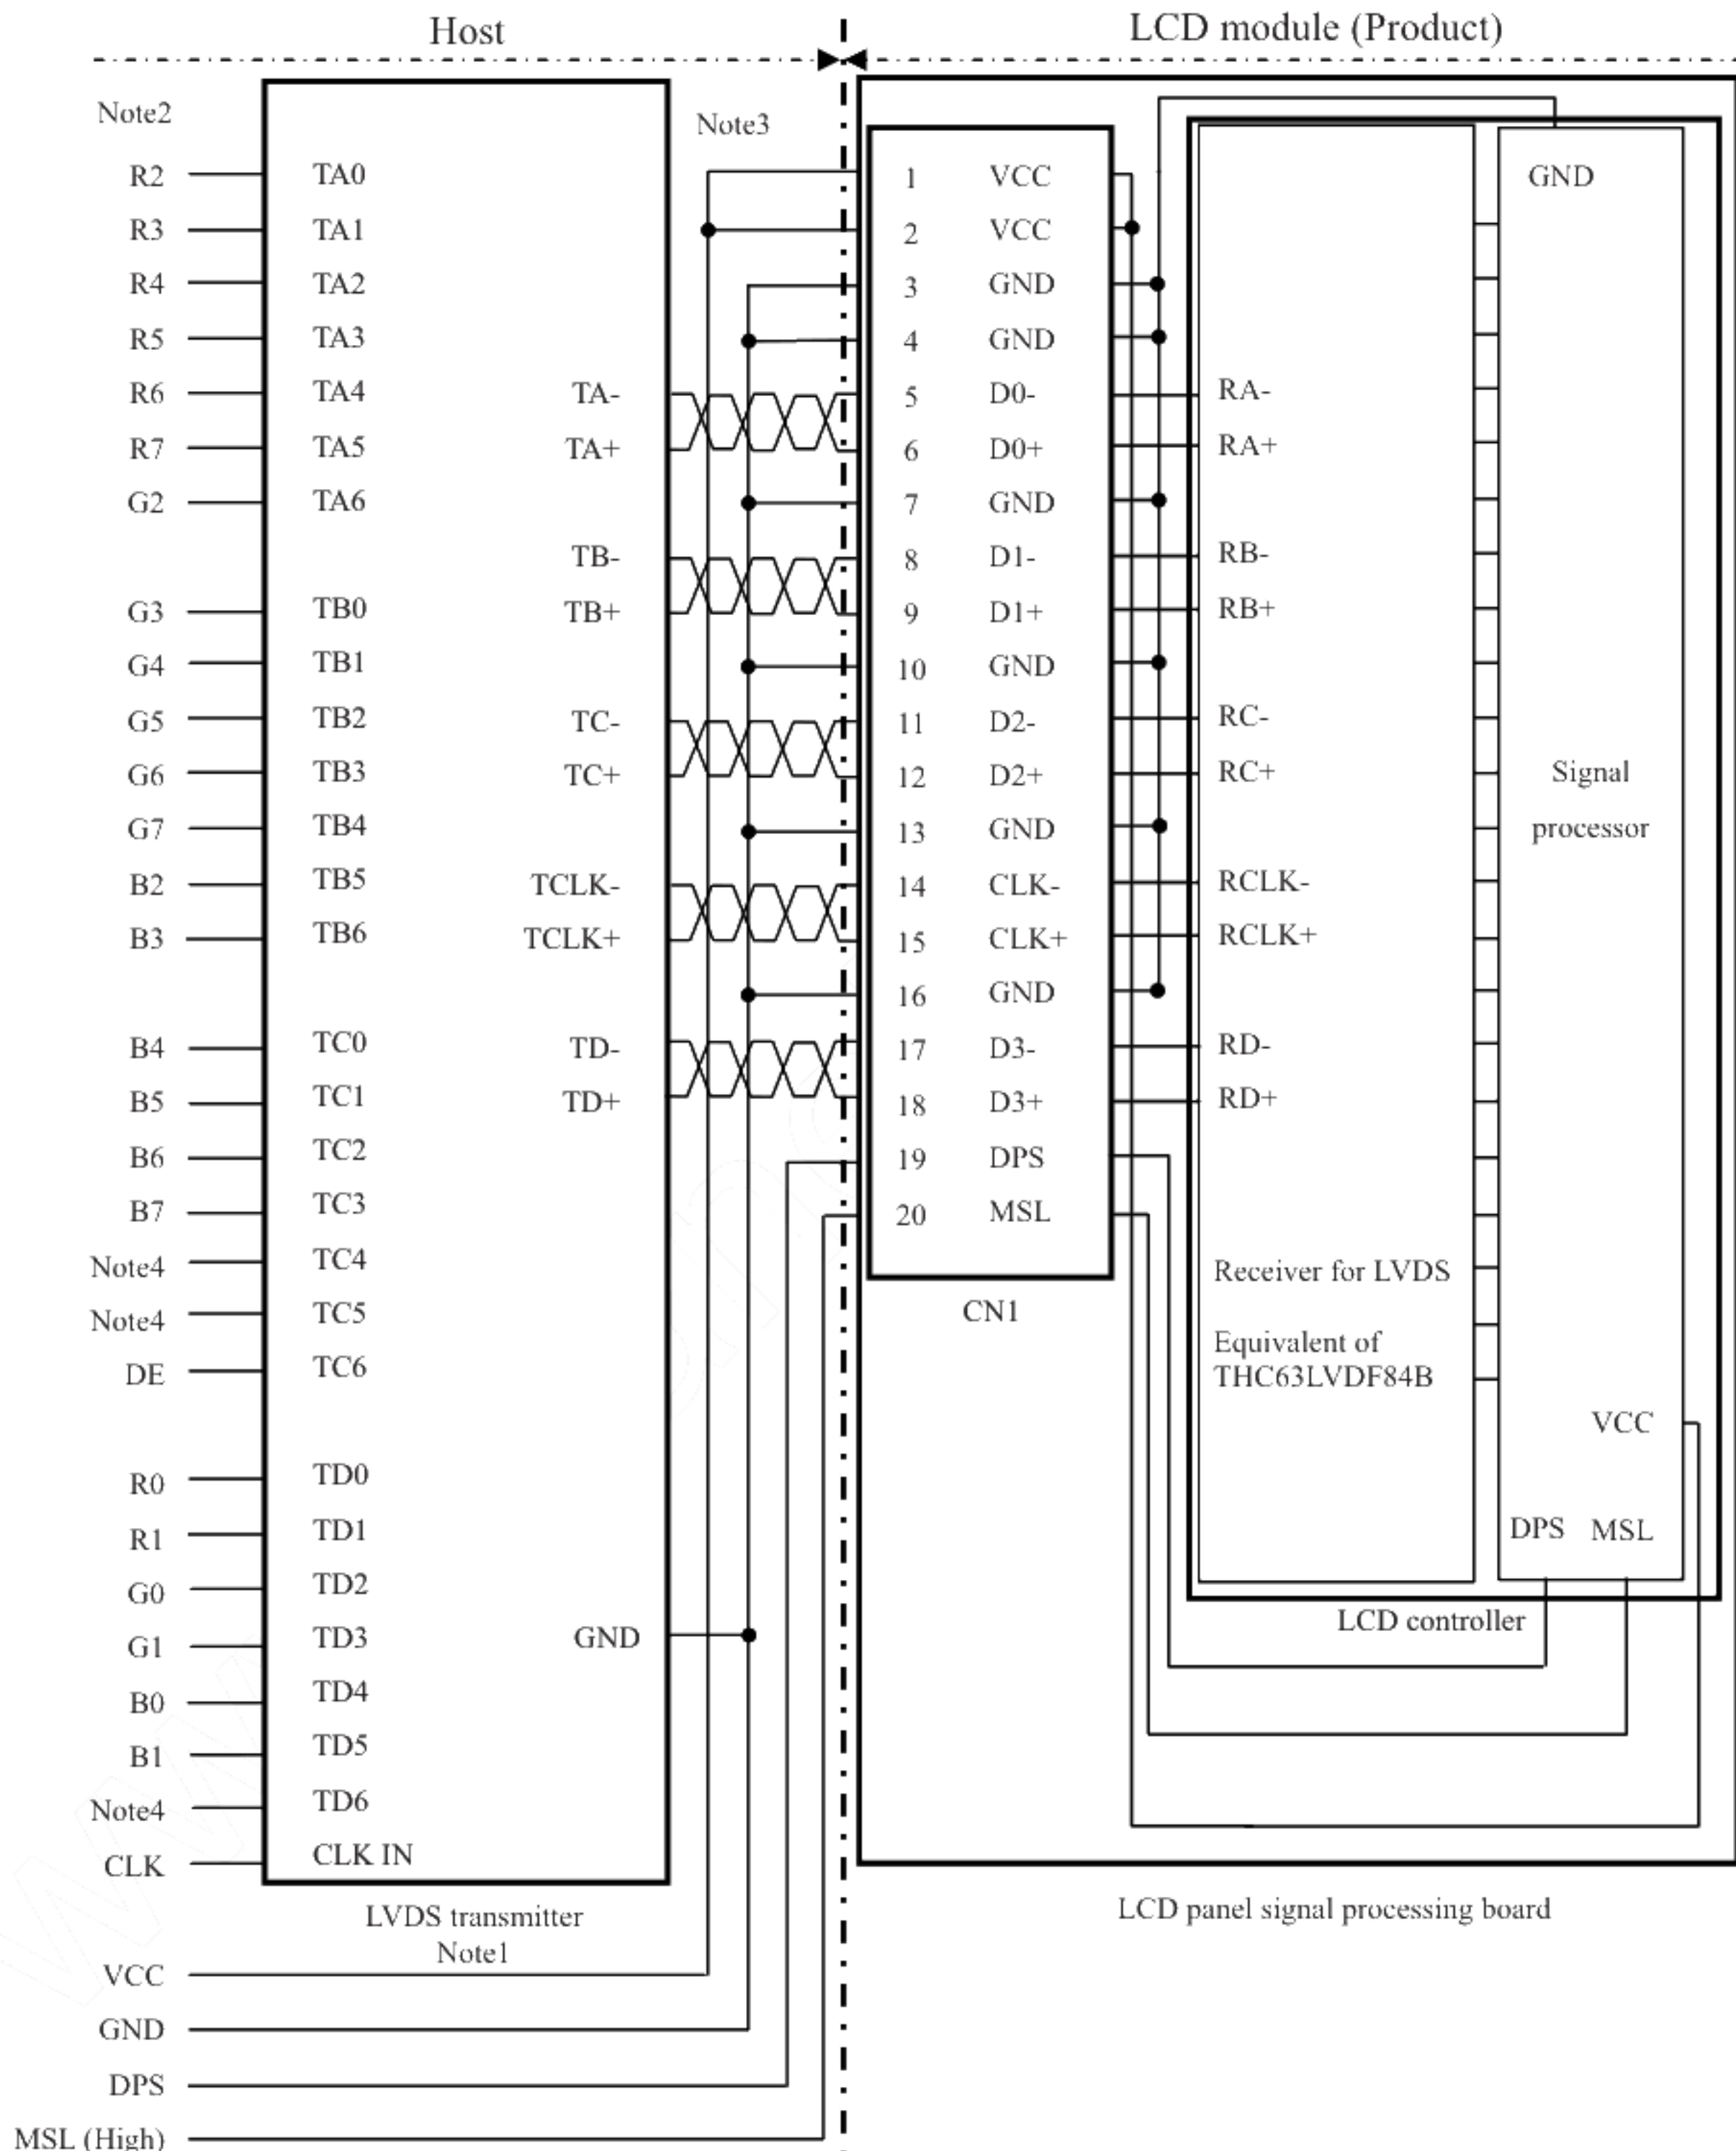 Host
LCD module (Product)
Note2
Note3
R2 TA0
R3 TA1
R4 TA2
R5 TA3
R6 TA4 TA-
R7 TA5 TA+
G2 TA6
TB-
G3 TB0 TB+
G4 TB1
G5 TB2 TC-
G6 TB3 TC+
G7 TB4
B2 TB5 TCLK-
B3 TB6 TCLK+
B4 TC0 TD-
B5 TC1 TD+
B6 TC2
B7 TC3
Note4 TC4
Note4 TC5
DE TC6
R0 TD0
R1 TD1
G0 TD2
G1 TD3 GND
B0 TD4
B1 TD5
Note4 TD6
CLK CLK IN
LVDS transmitter
Note1
VCC
GND
DPS
MSL (High)
1 VCC
2 VCC
3 GND
4 GND
5 D0-
6 D0+
7 GND
8 D1-
9 D1+
10 GND
11 D2-
12 D2+
13 GND
14 CLK-
15 CLK+
16 GND
17 D3-
18 D3+
19 DPS
20 MSL
CN1
RA-
RA+
RB-
RB+
RC-
RC+
RCLK-
RCLK+
RD-
RD+
Receiver for LVDS
Equivalent of
THC63LVDF84B
GND
Signal
processor
VCC
DPS MSL
LCD controller
LCD panel signal processing board